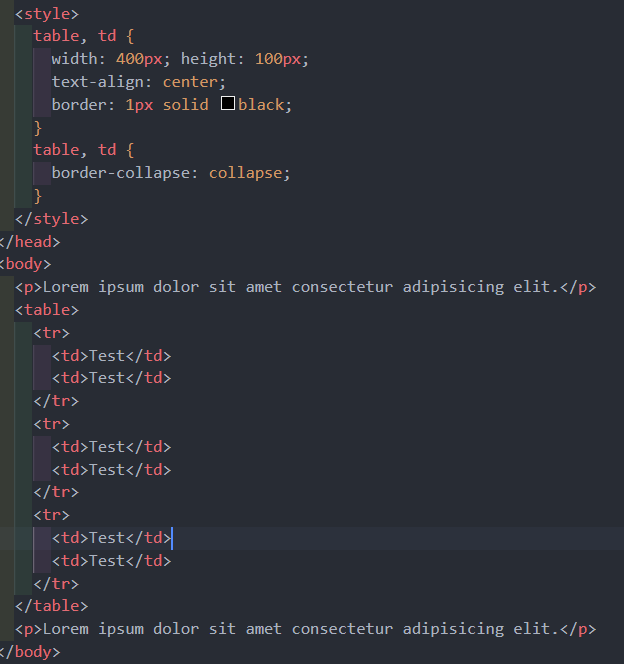 <style>
table, td {
width: 400px; height: 100px;
text-align: center;
border: 1px solid black;
}
table, td {
border-collapse: collapse;
}
</style>
</head>
<body>
<p>Lorem ipsum dolor sit amet consectetur adipisicing elit.</p>
<table>
<tr>
<td>Test</td>
<td>Test</td>
</tr>
<tr>
<td>Test</td>
<td>Test</td>
</tr>
<tr>
<td>Test</td>
<td>Test</td>
</tr>
</table>
<p>Lorem ipsum dolor sit amet consectetur adipisicing elit.</p>
</body>